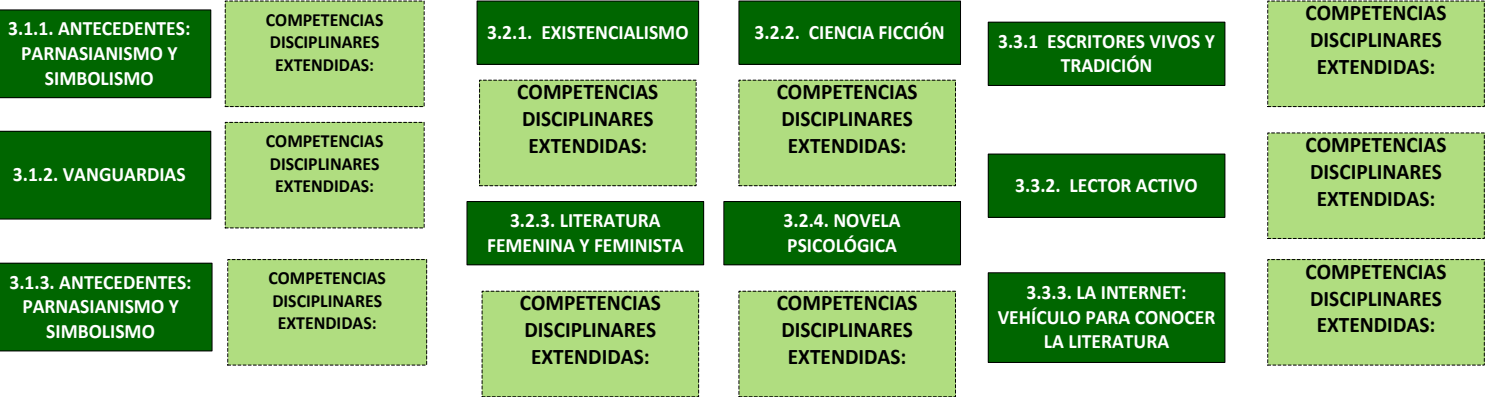 3.1.1. ANTECEDENTES:
PARNASIANISMO Y
SIMBOLISMO
COMPETENCIAS
DISCIPLINARES
EXTENDIDAS:
3.1.2. VANGUARDIAS
COMPETENCIAS
DISCIPLINARES
EXTENDIDAS:
3.1.3. ANTECEDENTES:
PARNASIANISMO Y
SIMBOLISMO
COMPETENCIAS
DISCIPLINARES
EXTENDIDAS:
3.2.1. EXISTENCIALISMO
COMPETENCIAS
DISCIPLINARES
EXTENDIDAS:
3.2.2. CIENCIA FICCIÓN
COMPETENCIAS
DISCIPLINARES
EXTENDIDAS:
3.2.3. LITERATURA
FEMENINA Y FEMINISTA
COMPETENCIAS
DISCIPLINARES
EXTENDIDAS:
3.2.4. NOVELA
PSICOLÓGICA
COMPETENCIAS
DISCIPLINARES
EXTENDIDAS:
3.3.1 ESCRITORES VIVOS Y
TRADICIÓN
COMPETENCIAS
DISCIPLINARES
EXTENDIDAS:
3.3.2. LECTOR ACTIVO
COMPETENCIAS
DISCIPLINARES
EXTENDIDAS:
3.3.3. LA INTERNET:
VEHÍCULO PARA CONOCER
LA LITERATURA
COMPETENCIAS
DISCIPLINARES
EXTENDIDAS: